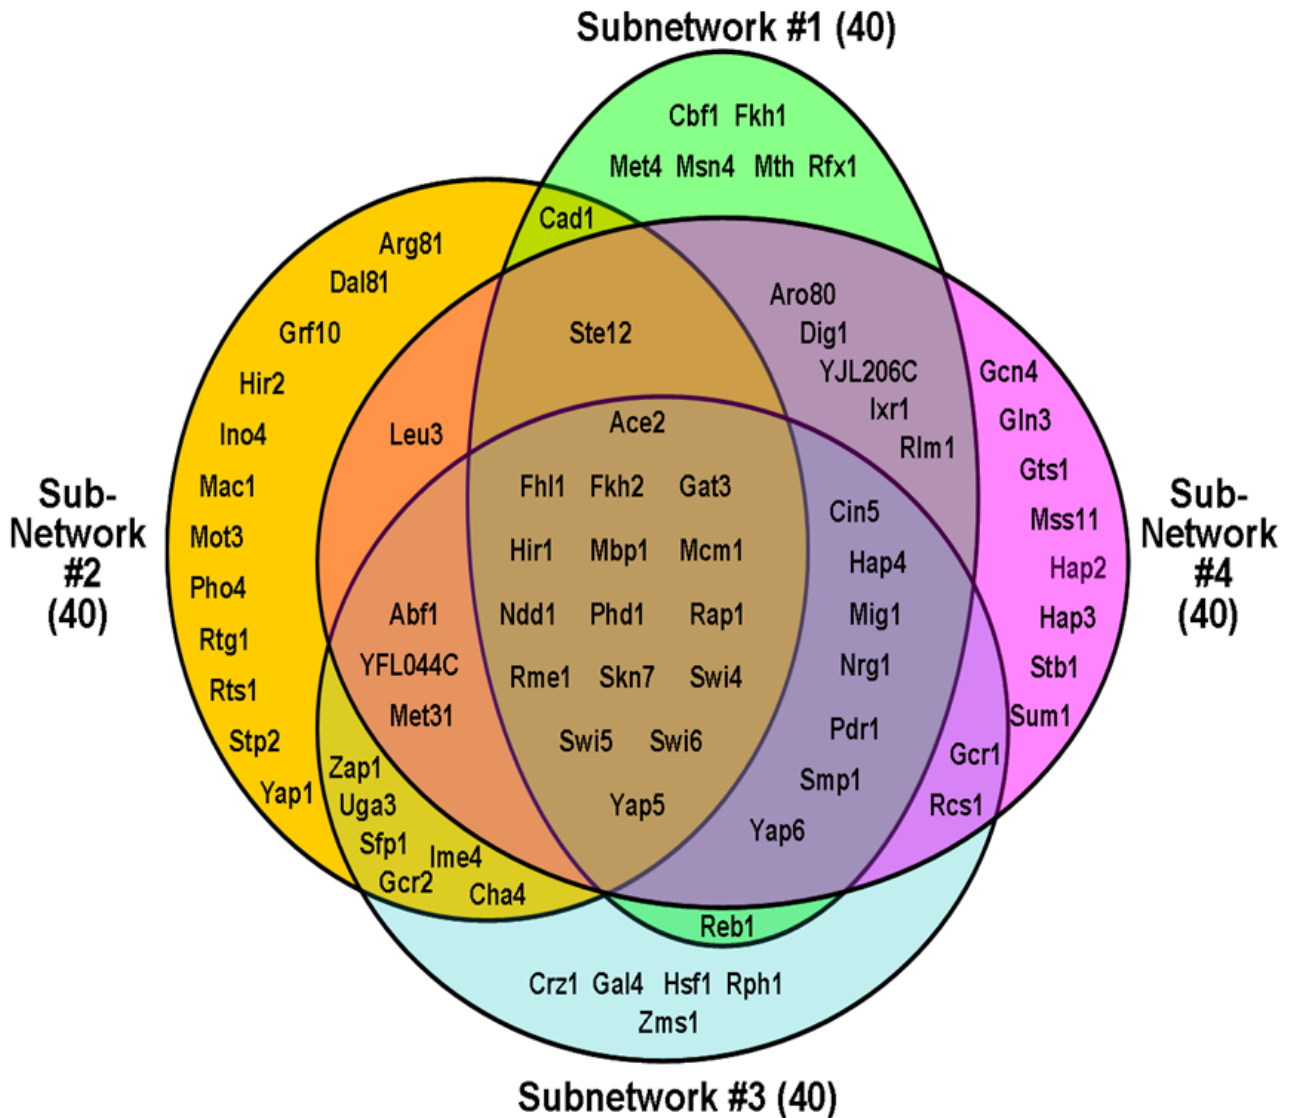 Subnetwork #1 (40)
Cbf1 Fkh1
Met4 Msn4 Mth Rfx1
Cad1
Arg81
Dal81
Grf10
Hir2
Ino4
Mac1
Mot3
Pho4
Rtg1
Rts1
Stp2
Yap1
Sub-
Network
#2
(40)
Leu3
Ste12
Aro80
Dig1
YJL206C
Ixr1
Rlm1
Gcn4
Gln3
Gts1
Mss11
Hap2
Hap3
Stb1
Sum1
Sub-
Network
#4
(40)
Ace2
Fhl1 Fkh2 Gat3
Hir1 Mbp1 Mcm1
Ndd1 Phd1 Rap1
Rme1 Skn7 Swi4
Swi5 Swi6
Yap5
Cin5
Hap4
Mig1
Nrg1
Pdr1
Smp1
Yap6
Abf1
YFL044C
Met31
Gcr1
Rcs1
Zap1
Uga3
Sfp1
Ime4
Gcr2
Cha4
Reb1
Crz1 Gal4 Hsf1 Rph1
Zms1
Subnetwork #3 (40)